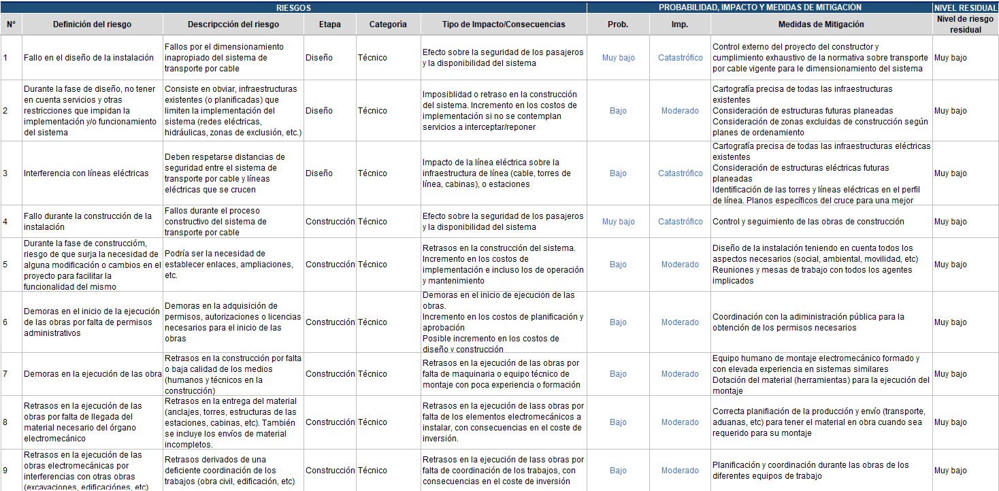 RIESGOS
PROBABILIDAD, IMPACTO Y MEDIDAS DE MITIGACIÓN
NIVEL RESIDUAL
N°
Definición del riesgo
Descripcción del riesgo
Etapa
Categoría
Tipo de Impacto/Consecuencias
Prob.
Imp.
Medidas de Mitigación
Nivel de riesgo
residual
1
Fallo en el diseño de la instalación
Fallos por el dimensionamiento
inapropiado del sistema de
transporte por cable
Diseño
Técnico
Efecto sobre la seguridad de los pasajeros
y la disponibilidad del sistema
Muy bajo
Catastrófico
Control externo del proyecto del constructor y
cumplimiento exhaustivo de la normativa sobre transporte
por cable vigente para le dimensionamiento del sistema
Muy bajo
2
Durante la fase de diseño, no tener
en cuenta servicios y otras
restricciones que impidan la
implementación y/o funcionamiento
del sistema
Consiste en obviar, infraestructuras
existentes (o planificadas) que
limiten la implementación del
sistema (redes eléctricas,
hidráulicas, zonas de exclusión, etc.)
Diseño
Técnico
Imposiblidad o retraso en la construcción
del sistema. Incremento en los costos de
implementación si no se contemplan
servicios a interceptar/reponer
Bajo
Moderado
Cartografía precisa de todas las infraestructuras
existentes
Consideración de estructuras futuras planeadas
Consideración de zonas excluidas de construcción según
planes de ordenamiento
Muy bajo
3
Interferencia con líneas eléctricas
Deben respetarse distancias de
seguridad entre el sistema de
transporte por cable y líneas
eléctricas que se crucen
Diseño
Técnico
Impacto de la línea eléctrica sobre la
infraestructura de línea (cable, torres de
línea, cabinas), o estaciones
Bajo
Catastrófico
Cartografía precisa de todas las infraestructuras eléctricas
existentes
Consideración de estructuras eléctricas futuras
planeadas
Identificación de las torres y líneas eléctricas en el perfil
de línea. Planos específicos del cruce para una mejor
Muy bajo
4
Fallo durante la construcción de la
instalación
Fallos durante el proceso
constructivo del sistema de
transporte por cable
Construcción
Técnico
Efecto sobre la seguridad de los pasajeros
y la disponibilidad del sistema
Muy bajo
Catastrófico
Control y seguimiento de las obras de construcción
Muy bajo
5
Durante la fase de construccióm,
riesgo de que surja la necesidad de
alguna modificación o cambios en el
proyecto para facilitar la
funcionalidad del mismo
Podría ser la necesidad de
establecer enlaces, ampliaciones,
etc.
Construcción
Técnico
Retrasos en la construcción del sistema.
Incremento en los costos de
implementación e incluso los de operación
y mantenimiento
Bajo
Moderado
Diseño de la instalación teniendo en cuenta todos los
aspectos necesarios (social, ambiental, movilidad, etc)
Reuniones y mesas de trabajo con todos los agentes
implicados
Muy bajo
6
Demoras en el inicio de la ejecución
de las obras por falta de permisos
administrativos
Demoras en la adquisición de
permisos, autorizaciones o licencias
necesarios para el inicio de las
obras
Construcción
Técnico
Demoras en el inicio de ejecución de las
obras.
Incremento en los costos de planificación y
aprobación
Posible incremento en los costos de
diseño y construcción
Bajo
Moderado
Coordinación con la adiministración pública para la
obtención de los permisos necesarios
Muy bajo
7
Demoras en la ejecución de las obra
Retrasos en la construcción por falta
o baja calidad de los medios
(humanos y técnicos en la
construcción)
Construcción
Técnico
Retrasos en la ejecución de las obras por
falta de maquinaria o equipo técnico de
montaje con poca experiencia o formación
Bajo
Moderado
Equipo humano de montaje electromecánico formado y
con elevada experiencia en sistemas similares
Dotación del material (herramientas) para la ejecución del
montaje
Muy bajo
8
Retrasos en la ejecución de las
obras por falta de llegada del
material necesario del órgano
electromecánico
Retrasos en la entrega del material
(anclajes, torres, estructuras de las
estaciones, cabinas, etc). También
se incluye los envíos de material
incompletos.
Construcción
Técnico
Retrasos en la ejecución de lass obras por
falta de los elementos electromecánicos a
instalar, con consecuencias en el coste de
inversión.
Bajo
Moderado
Correcta planifiación de la producción y envío (transporte,
aduanas, etc) para tener el material en obra cuando sea
requerido para su montaje
Muy bajo
9
Retrasos en la ejecución de las
obras electromecánicas por
interferencias con otras obras
(excavaciones, edificaciónes, etc)
Retrasos derivados de una
deficiente coordinación de los
trabajos (obra civil, edificación, etc)
Construcción
Técnico
Retrasos en la ejecución de lass obras por
falta de coordinación de los trabajos, con
consecuencias en el coste de inversión
Bajo
Moderado
Planificación y coordinación durante las obras de los
diferentes equipos de trabajo
Muy bajo